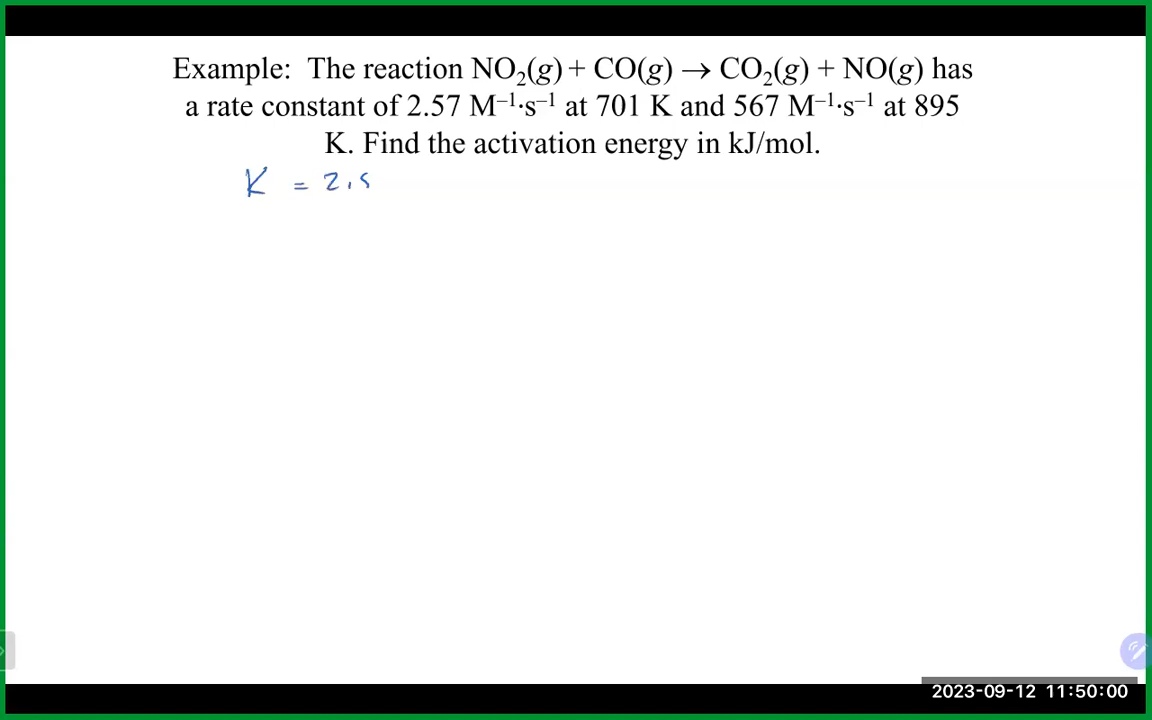 Example: The reaction NO₂(g) + CO(g) → CO₂(g) + NO(g) has
a rate constant of 2.57 M⁻¹·s⁻¹ at 701 K and 567 M⁻¹·s⁻¹ at 895
K. Find the activation energy in kJ/mol.
K = 2.5
2023-09-12 11:50:00